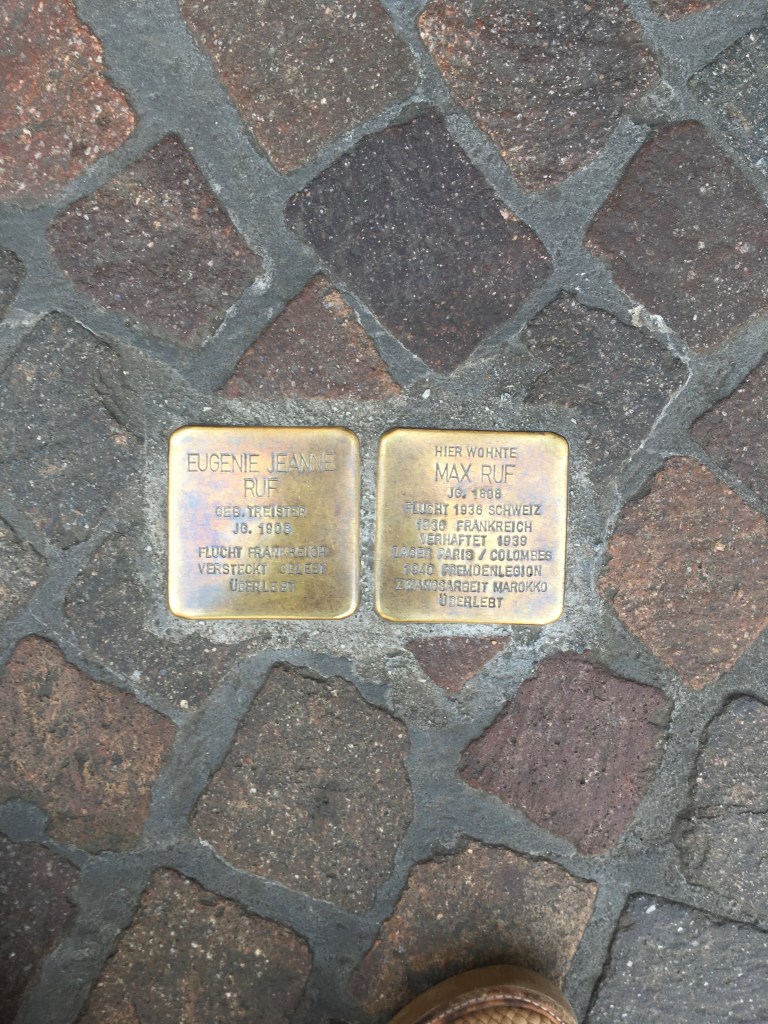 EUGENIE JEANNE
RUF
GEB. TREISTER
JG. 1905
FLUCHT FRANKREICH
VERSTECKT GELEBT
ÜBERLEBT
HIER WOHNTE
MAX RUF
JG. 1898
FLUCHT 1936 SCHWEIZ
1936 FRANKREICH
VERHAFTET 1939
LAGER PARIS / COLOMBES
1940 FREMDENLEGION
ZWANGSARBEIT MAROKKO
ÜBERLEBT